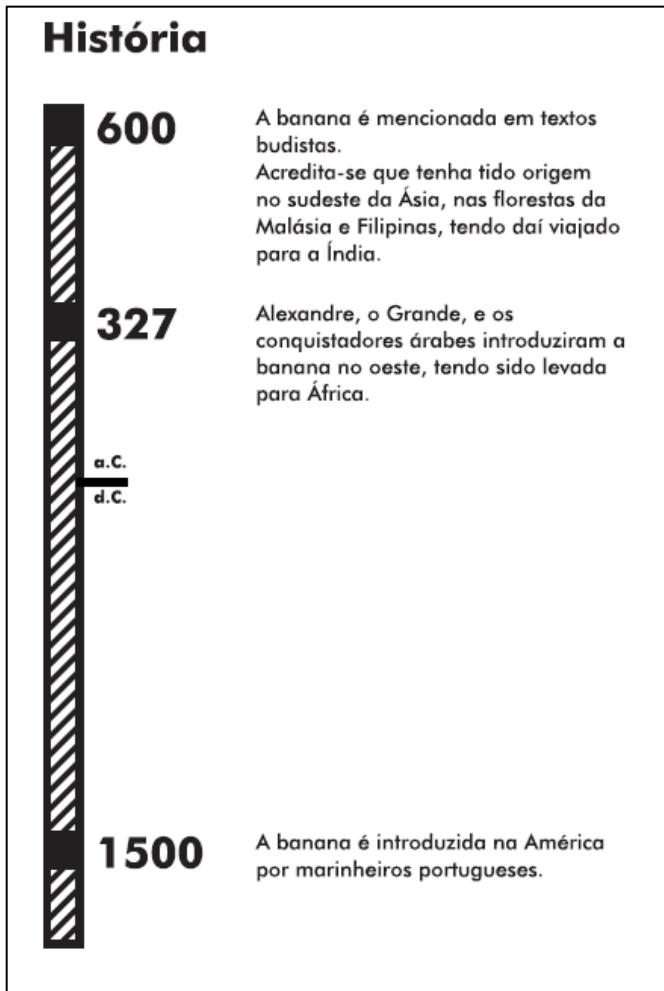 História
600
A banana é mencionada em textos
budistas.
Acredita-se que tenha tido origem
no sudeste da Ásia, nas florestas da
Malásia e Filipinas, tendo daí viajado
para a Índia.
327
Alexandre, o Grande, e os
conquistadores árabes introduziram a
banana no oeste, tendo sido levada
para África.
a.C.
d.C.
1500
A banana é introduzida na América
por marinheiros portugueses.